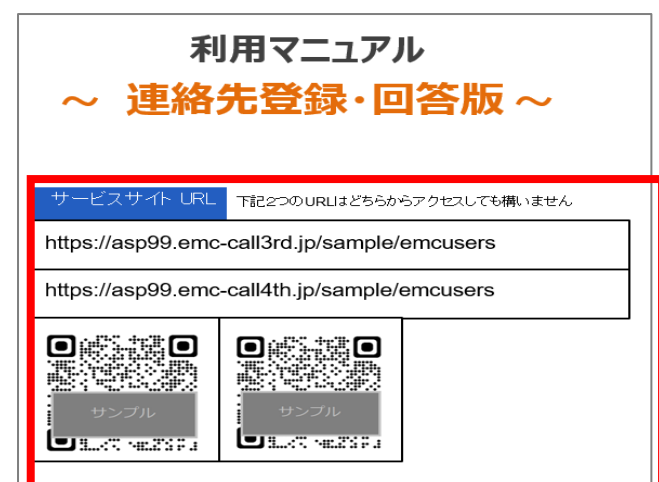 利用マニュアル
～ 連絡先登録・回答版 ～
サービスサイト URL 下記2つのURLはどちらからアクセスしても構いません
https://asp99.emc-call3rd.jp/sample/emcusers
https://asp99.emc-call4th.jp/sample/emcusers
サンプル サンプル